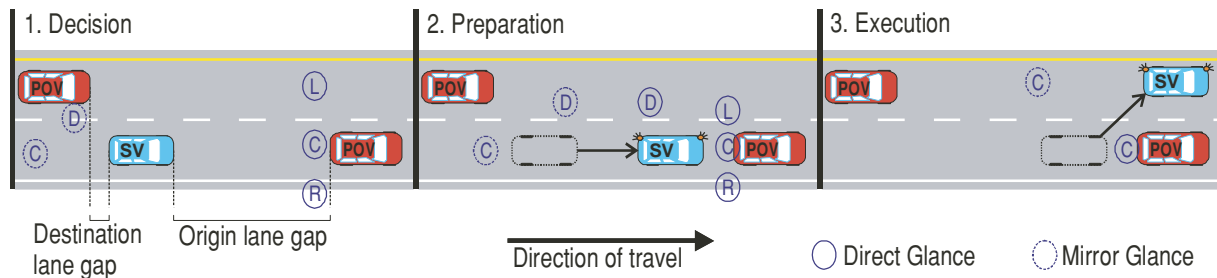 1. Decision
2. Preparation
3. Execution
POV
D
C
SV
L
C
R
POV
POV
D
D
C
SV
L
C
R
POV
POV
C
SV
C
POV
Destination
lane gap
Origin lane gap
Direction of travel
Direct Glance
Mirror Glance